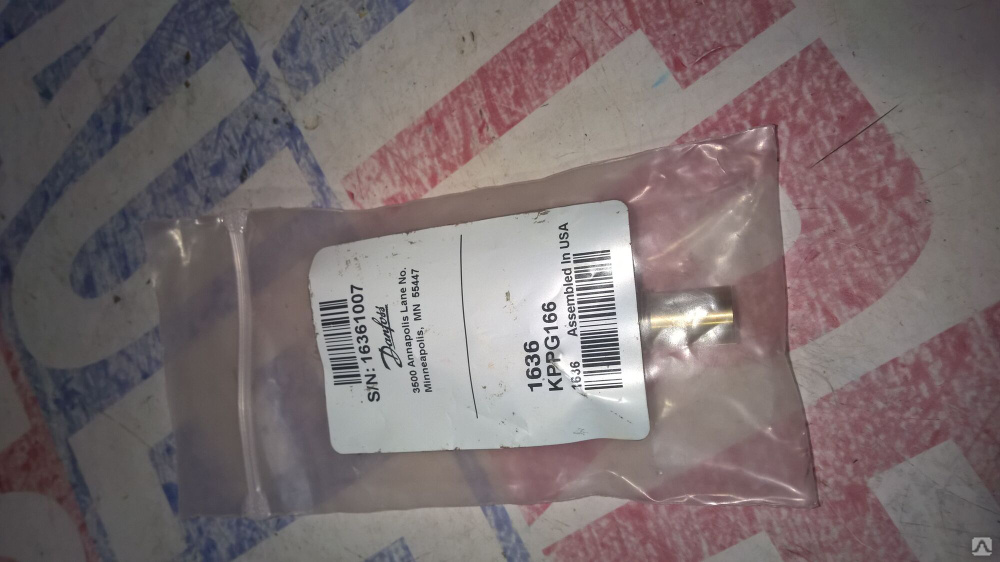 S/N: 16361007
Danfoss
3500 Annapolis Lane No.
Minneapolis, MN 55447
1636
KPPG166
1636 Assembled In USA